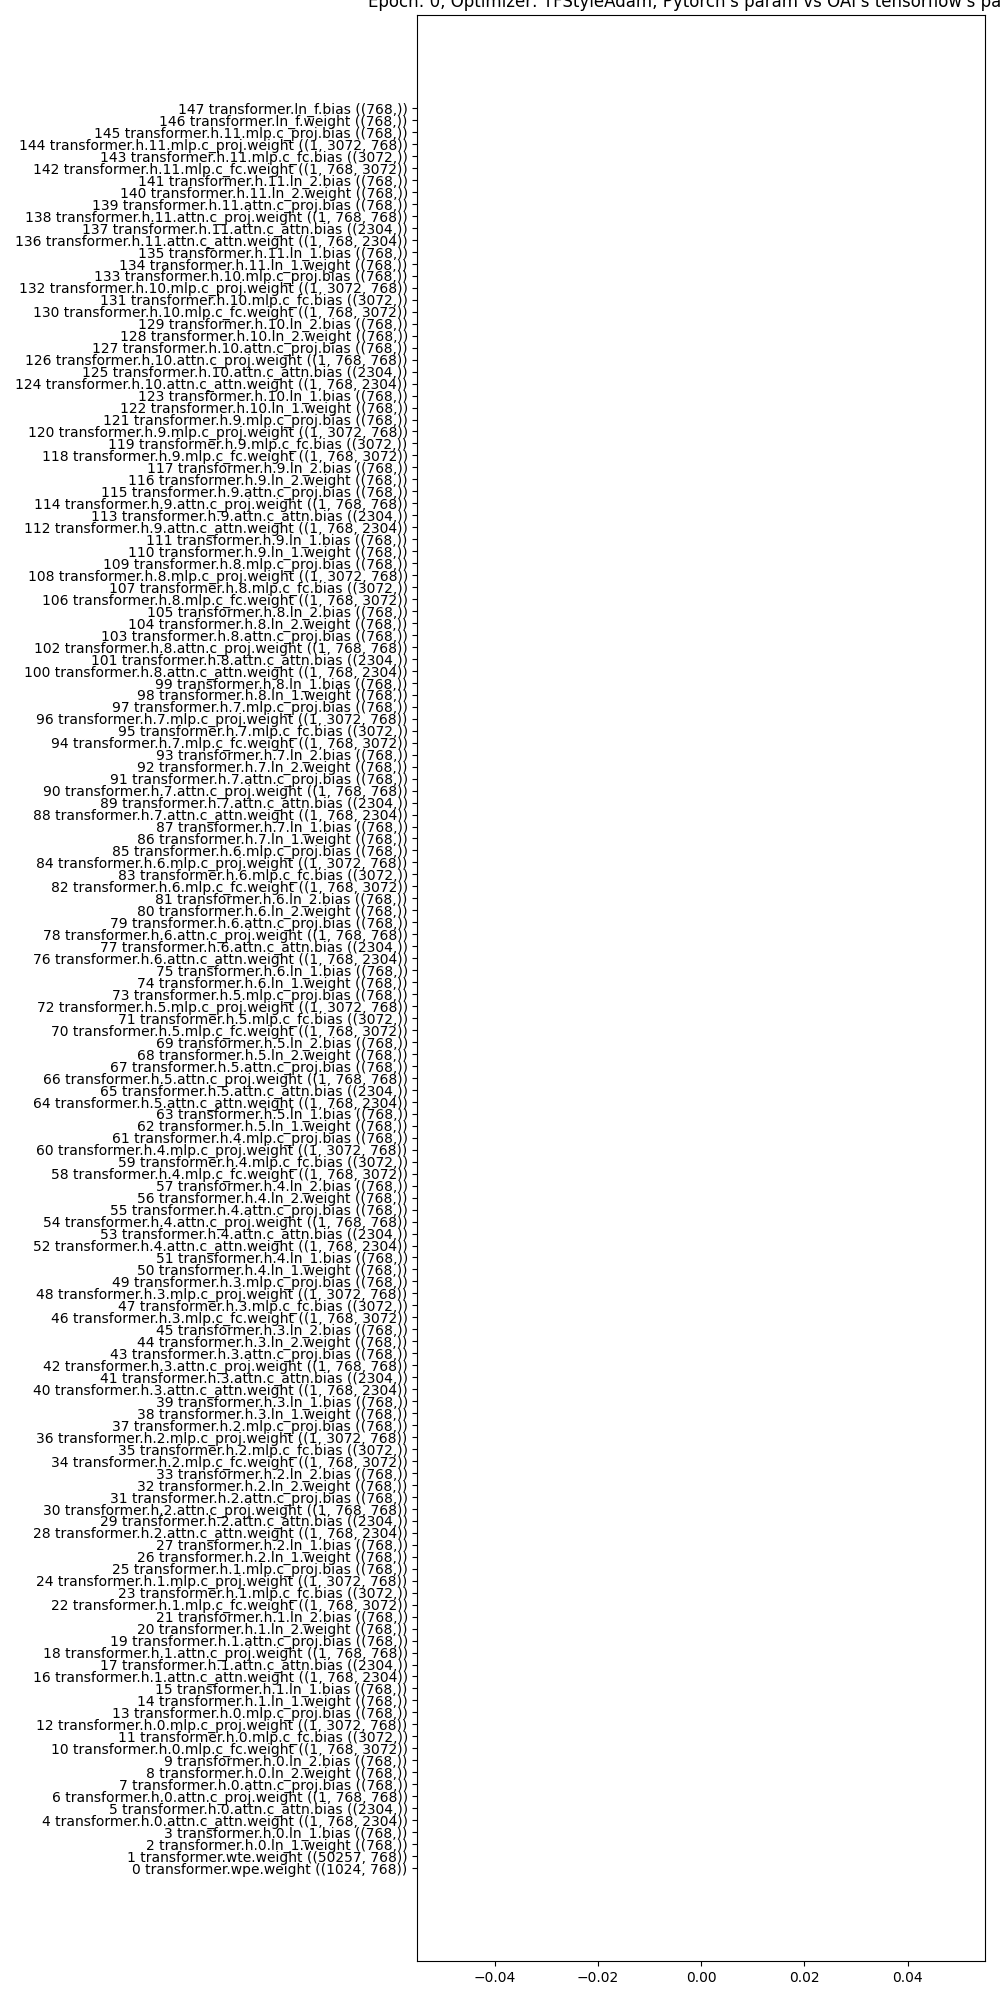 Epoch: 0, Optimizer: TFStyleAdam, Pytorch's param vs OAI's tensorflow's pa
147 transformer.ln_f.bias ((768,))
146 transformer.ln_f.weight ((768,))
145 transformer.h.11.mlp.c_proj.bias ((768,))
144 transformer.h.11.mlp.c_proj.weight ((1, 3072, 768))
143 transformer.h.11.mlp.c_fc.bias ((3072,))
142 transformer.h.11.mlp.c_fc.weight ((1, 768, 3072))
141 transformer.h.11.ln_2.bias ((768,))
140 transformer.h.11.ln_2.weight ((768,))
139 transformer.h.11.attn.c_proj.bias ((768,))
138 transformer.h.11.attn.c_proj.weight ((1, 768, 768))
137 transformer.h.11.attn.c_attn.bias ((2304,))
136 transformer.h.11.attn.c_attn.weight ((1, 768, 2304))
135 transformer.h.11.ln_1.bias ((768,))
134 transformer.h.11.ln_1.weight ((768,))
133 transformer.h.10.mlp.c_proj.bias ((768,))
132 transformer.h.10.mlp.c_proj.weight ((1, 3072, 768))
131 transformer.h.10.mlp.c_fc.bias ((3072,))
130 transformer.h.10.mlp.c_fc.weight ((1, 768, 3072))
129 transformer.h.10.ln_2.bias ((768,))
128 transformer.h.10.ln_2.weight ((768,))
127 transformer.h.10.attn.c_proj.bias ((768,))
126 transformer.h.10.attn.c_proj.weight ((1, 768, 768))
125 transformer.h.10.attn.c_attn.bias ((2304,))
124 transformer.h.10.attn.c_attn.weight ((1, 768, 2304))
123 transformer.h.10.ln_1.bias ((768,))
122 transformer.h.10.ln_1.weight ((768,))
121 transformer.h.9.mlp.c_proj.bias ((768,))
120 transformer.h.9.mlp.c_proj.weight ((1, 3072, 768))
119 transformer.h.9.mlp.c_fc.bias ((3072,))
118 transformer.h.9.mlp.c_fc.weight ((1, 768, 3072))
117 transformer.h.9.ln_2.bias ((768,))
116 transformer.h.9.ln_2.weight ((768,))
115 transformer.h.9.attn.c_proj.bias ((768,))
114 transformer.h.9.attn.c_proj.weight ((1, 768, 768))
113 transformer.h.9.attn.c_attn.bias ((2304,))
112 transformer.h.9.attn.c_attn.weight ((1, 768, 2304))
111 transformer.h.9.ln_1.bias ((768,))
110 transformer.h.9.ln_1.weight ((768,))
109 transformer.h.8.mlp.c_proj.bias ((768,))
108 transformer.h.8.mlp.c_proj.weight ((1, 3072, 768))
107 transformer.h.8.mlp.c_fc.bias ((3072,))
106 transformer.h.8.mlp.c_fc.weight ((1, 768, 3072))
105 transformer.h.8.ln_2.bias ((768,))
104 transformer.h.8.ln_2.weight ((768,))
103 transformer.h.8.attn.c_proj.bias ((768,))
102 transformer.h.8.attn.c_proj.weight ((1, 768, 768))
101 transformer.h.8.attn.c_attn.bias ((2304,))
100 transformer.h.8.attn.c_attn.weight ((1, 768, 2304))
99 transformer.h.8.ln_1.bias ((768,))
98 transformer.h.8.ln_1.weight ((768,))
97 transformer.h.7.mlp.c_proj.bias ((768,))
96 transformer.h.7.mlp.c_proj.weight ((1, 3072, 768))
95 transformer.h.7.mlp.c_fc.bias ((3072,))
94 transformer.h.7.mlp.c_fc.weight ((1, 768, 3072))
93 transformer.h.7.ln_2.bias ((768,))
92 transformer.h.7.ln_2.weight ((768,))
91 transformer.h.7.attn.c_proj.bias ((768,))
90 transformer.h.7.attn.c_proj.weight ((1, 768, 768))
89 transformer.h.7.attn.c_attn.bias ((2304,))
88 transformer.h.7.attn.c_attn.weight ((1, 768, 2304))
87 transformer.h.7.ln_1.bias ((768,))
86 transformer.h.7.ln_1.weight ((768,))
85 transformer.h.6.mlp.c_proj.bias ((768,))
84 transformer.h.6.mlp.c_proj.weight ((1, 3072, 768))
83 transformer.h.6.mlp.c_fc.bias ((3072,))
82 transformer.h.6.mlp.c_fc.weight ((1, 768, 3072))
81 transformer.h.6.ln_2.bias ((768,))
80 transformer.h.6.ln_2.weight ((768,))
79 transformer.h.6.attn.c_proj.bias ((768,))
78 transformer.h.6.attn.c_proj.weight ((1, 768, 768))
77 transformer.h.6.attn.c_attn.bias ((2304,))
76 transformer.h.6.attn.c_attn.weight ((1, 768, 2304))
75 transformer.h.6.ln_1.bias ((768,))
74 transformer.h.6.ln_1.weight ((768,))
73 transformer.h.5.mlp.c_proj.bias ((768,))
72 transformer.h.5.mlp.c_proj.weight ((1, 3072, 768))
71 transformer.h.5.mlp.c_fc.bias ((3072,))
70 transformer.h.5.mlp.c_fc.weight ((1, 768, 3072))
69 transformer.h.5.ln_2.bias ((768,))
68 transformer.h.5.ln_2.weight ((768,))
67 transformer.h.5.attn.c_proj.bias ((768,))
66 transformer.h.5.attn.c_proj.weight ((1, 768, 768))
65 transformer.h.5.attn.c_attn.bias ((2304,))
64 transformer.h.5.attn.c_attn.weight ((1, 768, 2304))
63 transformer.h.5.ln_1.bias ((768,))
62 transformer.h.5.ln_1.weight ((768,))
61 transformer.h.4.mlp.c_proj.bias ((768,))
60 transformer.h.4.mlp.c_proj.weight ((1, 3072, 768))
59 transformer.h.4.mlp.c_fc.bias ((3072,))
58 transformer.h.4.mlp.c_fc.weight ((1, 768, 3072))
57 transformer.h.4.ln_2.bias ((768,))
56 transformer.h.4.ln_2.weight ((768,))
55 transformer.h.4.attn.c_proj.bias ((768,))
54 transformer.h.4.attn.c_proj.weight ((1, 768, 768))
53 transformer.h.4.attn.c_attn.bias ((2304,))
52 transformer.h.4.attn.c_attn.weight ((1, 768, 2304))
51 transformer.h.4.ln_1.bias ((768,))
50 transformer.h.4.ln_1.weight ((768,))
49 transformer.h.3.mlp.c_proj.bias ((768,))
48 transformer.h.3.mlp.c_proj.weight ((1, 3072, 768))
47 transformer.h.3.mlp.c_fc.bias ((3072,))
46 transformer.h.3.mlp.c_fc.weight ((1, 768, 3072))
45 transformer.h.3.ln_2.bias ((768,))
44 transformer.h.3.ln_2.weight ((768,))
43 transformer.h.3.attn.c_proj.bias ((768,))
42 transformer.h.3.attn.c_proj.weight ((1, 768, 768))
41 transformer.h.3.attn.c_attn.bias ((2304,))
40 transformer.h.3.attn.c_attn.weight ((1, 768, 2304))
39 transformer.h.3.ln_1.bias ((768,))
38 transformer.h.3.ln_1.weight ((768,))
37 transformer.h.2.mlp.c_proj.bias ((768,))
36 transformer.h.2.mlp.c_proj.weight ((1, 3072, 768))
35 transformer.h.2.mlp.c_fc.bias ((3072,))
34 transformer.h.2.mlp.c_fc.weight ((1, 768, 3072))
33 transformer.h.2.ln_2.bias ((768,))
32 transformer.h.2.ln_2.weight ((768,))
31 transformer.h.2.attn.c_proj.bias ((768,))
30 transformer.h.2.attn.c_proj.weight ((1, 768, 768))
29 transformer.h.2.attn.c_attn.bias ((2304,))
28 transformer.h.2.attn.c_attn.weight ((1, 768, 2304))
27 transformer.h.2.ln_1.bias ((768,))
26 transformer.h.2.ln_1.weight ((768,))
25 transformer.h.1.mlp.c_proj.bias ((768,))
24 transformer.h.1.mlp.c_proj.weight ((1, 3072, 768))
23 transformer.h.1.mlp.c_fc.bias ((3072,))
22 transformer.h.1.mlp.c_fc.weight ((1, 768, 3072))
21 transformer.h.1.ln_2.bias ((768,))
20 transformer.h.1.ln_2.weight ((768,))
19 transformer.h.1.attn.c_proj.bias ((768,))
18 transformer.h.1.attn.c_proj.weight ((1, 768, 768))
17 transformer.h.1.attn.c_attn.bias ((2304,))
16 transformer.h.1.attn.c_attn.weight ((1, 768, 2304))
15 transformer.h.1.ln_1.bias ((768,))
14 transformer.h.1.ln_1.weight ((768,))
13 transformer.h.0.mlp.c_proj.bias ((768,))
12 transformer.h.0.mlp.c_proj.weight ((1, 3072, 768))
11 transformer.h.0.mlp.c_fc.bias ((3072,))
10 transformer.h.0.mlp.c_fc.weight ((1, 768, 3072))
9 transformer.h.0.ln_2.bias ((768,))
8 transformer.h.0.ln_2.weight ((768,))
7 transformer.h.0.attn.c_proj.bias ((768,))
6 transformer.h.0.attn.c_proj.weight ((1, 768, 768))
5 transformer.h.0.attn.c_attn.bias ((2304,))
4 transformer.h.0.attn.c_attn.weight ((1, 768, 2304))
3 transformer.h.0.ln_1.bias ((768,))
2 transformer.h.0.ln_1.weight ((768,))
1 transformer.wte.weight ((50257, 768))
0 transformer.wpe.weight ((1024, 768))
−0.04 −0.02 0.00 0.02 0.04